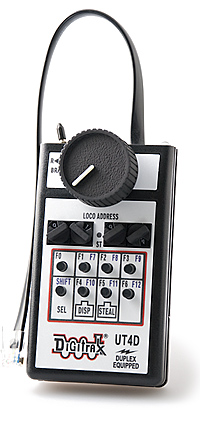 R
BR
LOCO ADDRESS
ST
F0 F1 F7 F2 F8 F3 F9
SHIFT F4 F10 F5 F11 F6 F12
SEL DISP STEAL
DIGITRAX UT4D
DUPLEX
EQUIPPED